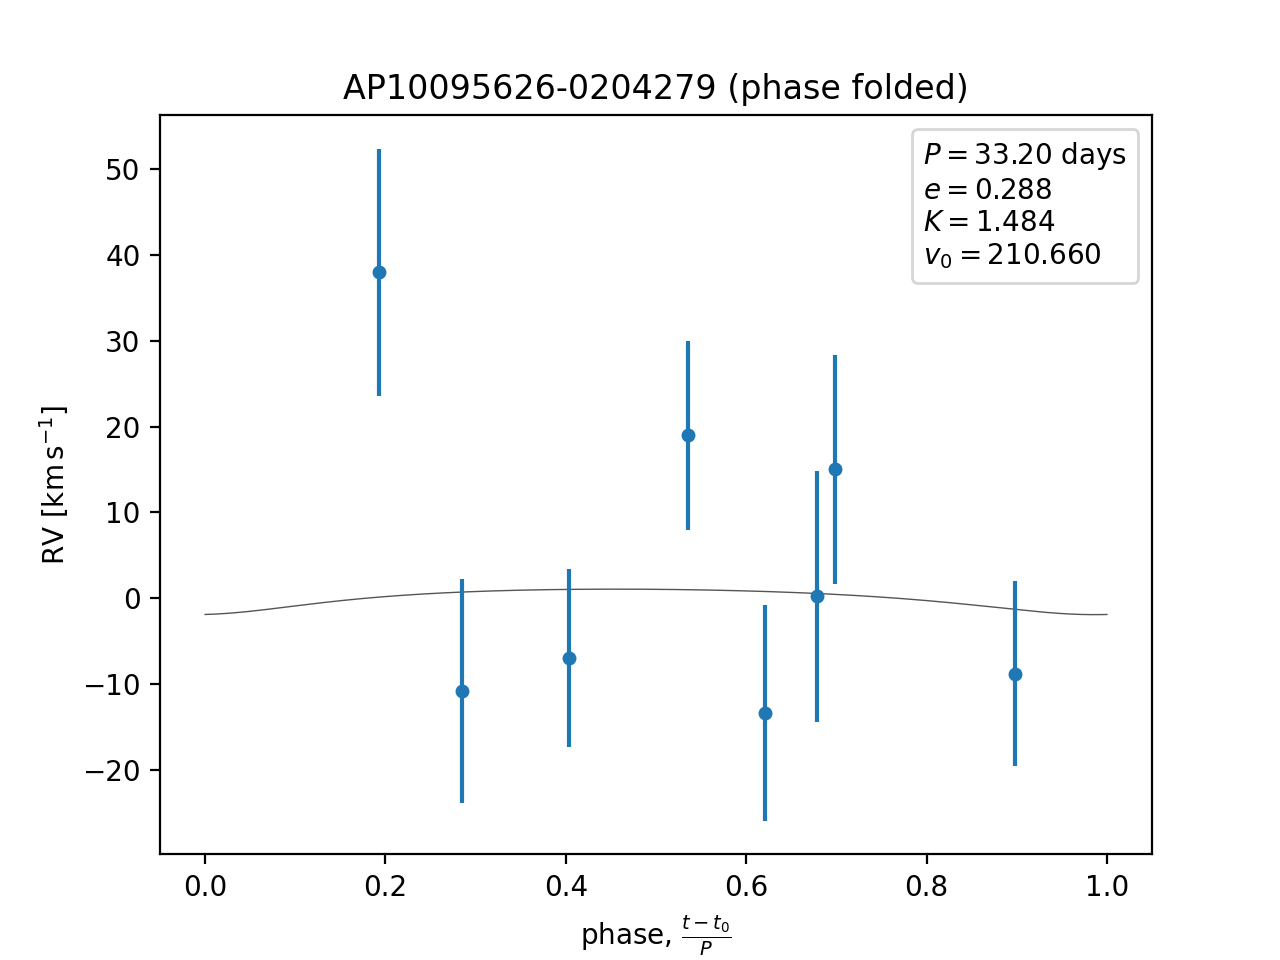 AP10095626-0204279 (phase folded)
P = 33.20 days
e = 0.288
K = 1.484
v₀ = 210.660
50
40
30
20
10
0
−10
−20
RV [km s⁻¹]
0.0 0.2 0.4 0.6 0.8 1.0
phase, (t − t₀)/P